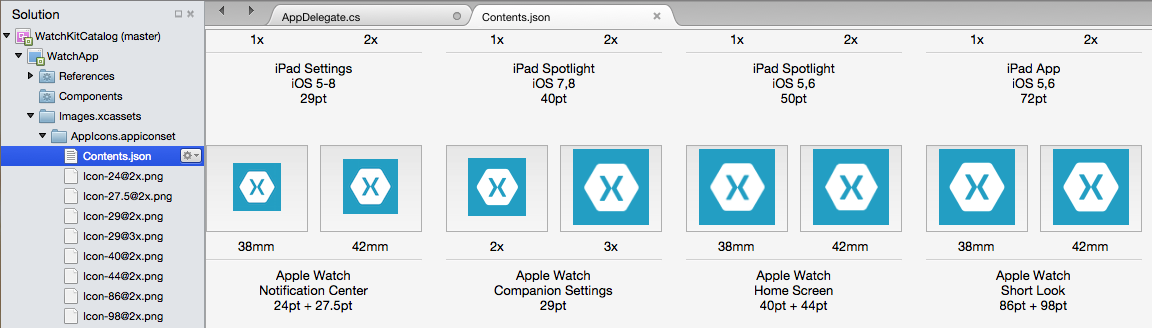 Solution
AppDelegate.cs
Contents.json
WatchKitCatalog (master)
WatchApp
References
Components
Images.xcassets
AppIcons.appiconset
Contents.json
Icon-24@2x.png
Icon-27.5@2x.png
Icon-29@2x.png
Icon-29@3x.png
Icon-40@2x.png
Icon-44@2x.png
Icon-86@2x.png
Icon-98@2x.png
1x 2x
iPad Settings
iOS 5-8
29pt
1x 2x
iPad Spotlight
iOS 7,8
40pt
1x 2x
iPad Spotlight
iOS 5,6
50pt
1x 2x
iPad App
iOS 5,6
72pt
38mm 42mm
Apple Watch
Notification Center
24pt + 27.5pt
2x 3x
Apple Watch
Companion Settings
29pt
38mm 42mm
Apple Watch
Home Screen
40pt + 44pt
38mm 42mm
Apple Watch
Short Look
86pt + 98pt